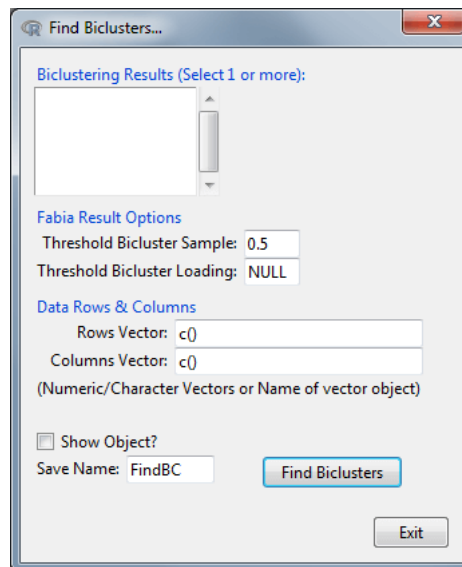 Find Biclusters...
Biclustering Results (Select 1 or more):
Fabia Result Options
Threshold Bicluster Sample: 0.5
Threshold Bicluster Loading: NULL
Data Rows & Columns
Rows Vector: c()
Columns Vector: c()
(Numeric/Character Vectors or Name of vector object)
Show Object?
Save Name: FindBC Find Biclusters
Exit